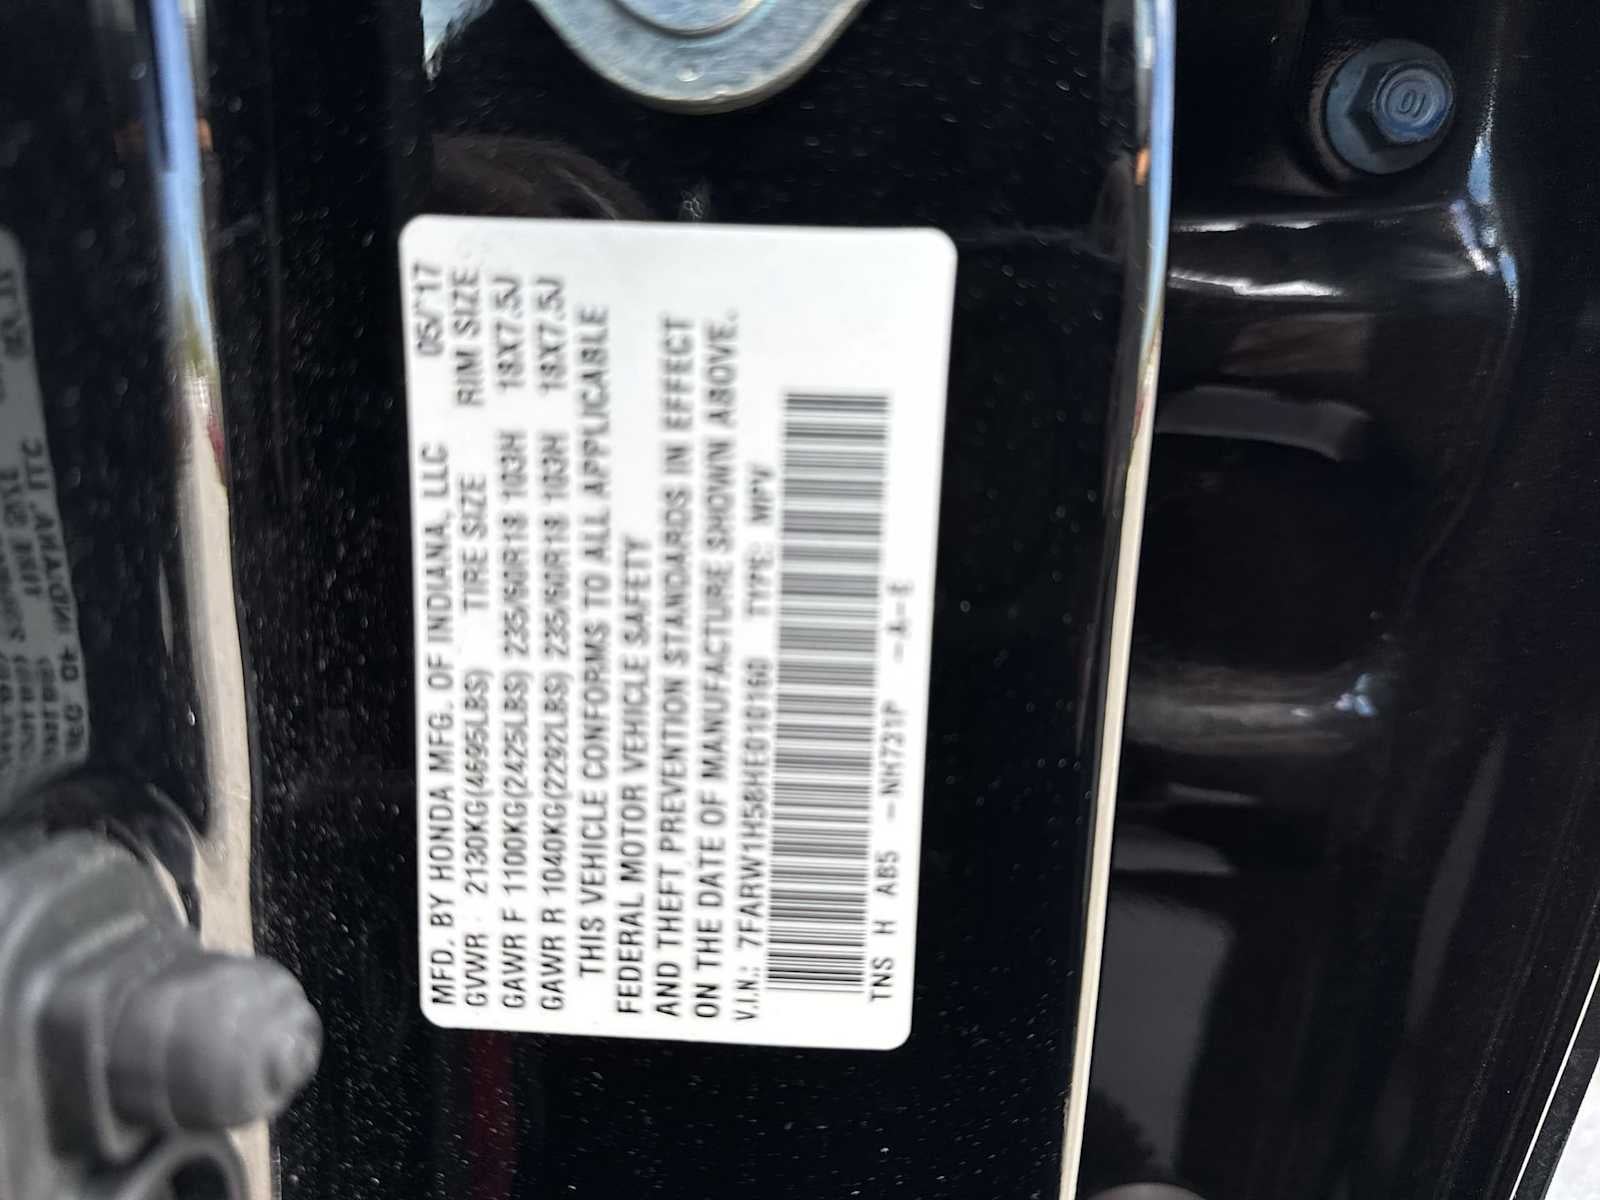 MFD. BY HONDA MFG. OF INDIANA, LLC 05/17
GVWR 2130KG(4695LBS) TIRE SIZE RIM SIZE
GAWR F 1100KG(2425LBS) 235/60R18 103H 18X7.5J
GAWR R 1040KG(2292LBS) 235/60R18 103H 18X7.5J
THIS VEHICLE CONFORMS TO ALL APPLICABLE
FEDERAL MOTOR VEHICLE SAFETY
AND THEFT PREVENTION STANDARDS IN EFFECT
ON THE DATE OF MANUFACTURE SHOWN ABOVE.
V.I.N.: 7FARW1H58HE010160 TYPE: MPV
TNS H AB5 -NH731P -A-E